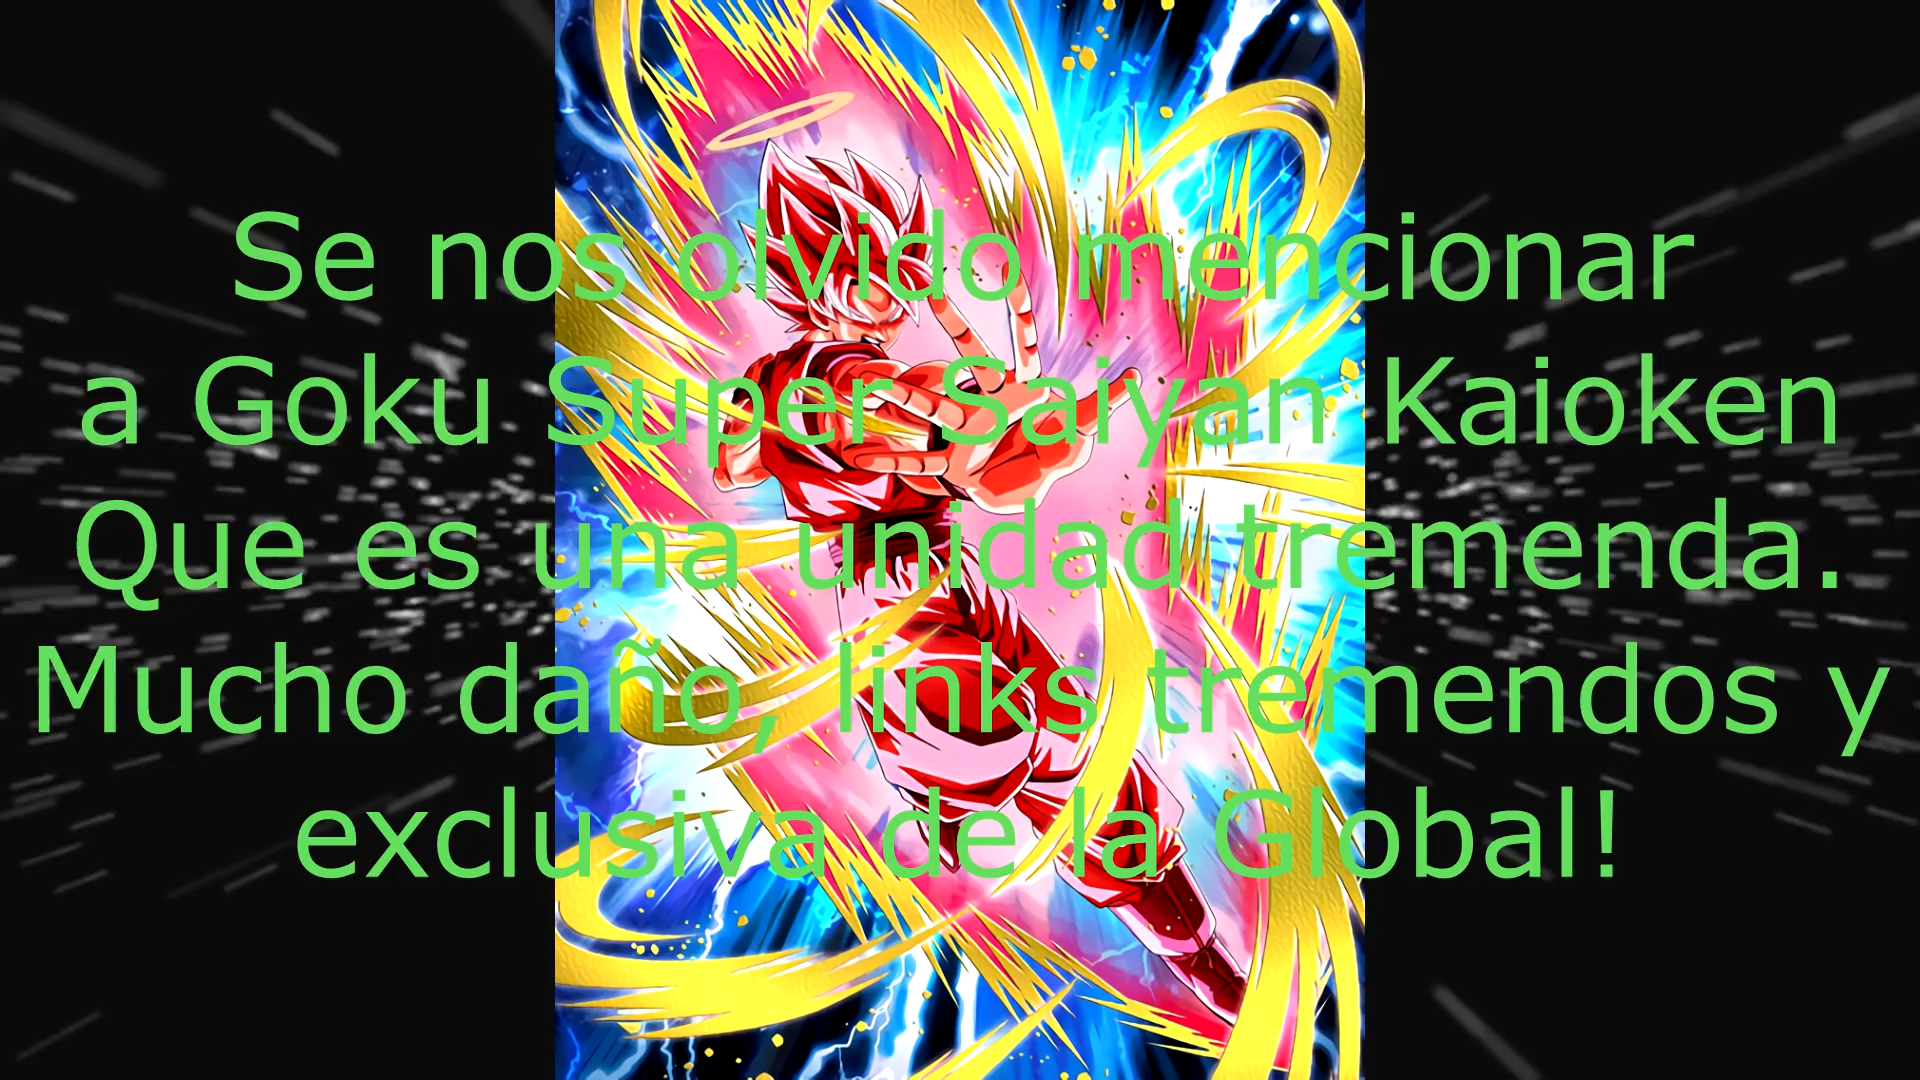 Se nos olvido mencionar
a Goku Super Saiyan Kaioken
Que es una unidad tremenda.
Mucho daño, links tremendos y
exclusiva de la Global!